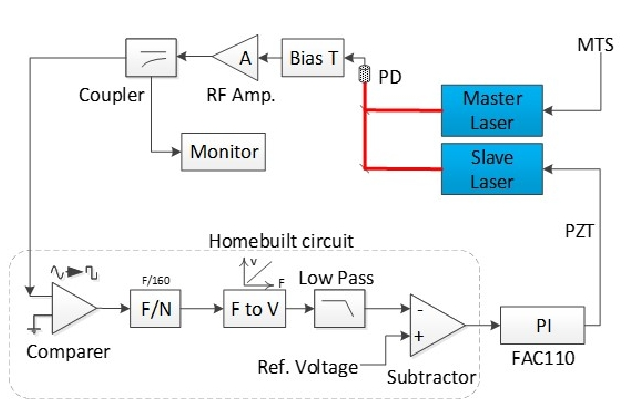 MTS
A
Bias T
PD
Coupler
RF Amp.
Master
Laser
Monitor
Slave
Laser
PZT
Homebuilt circuit
V
F
F/160
Low Pass
F/N
F to V
-
+
PI
Comparer
Ref. Voltage
Subtractor
FAC110